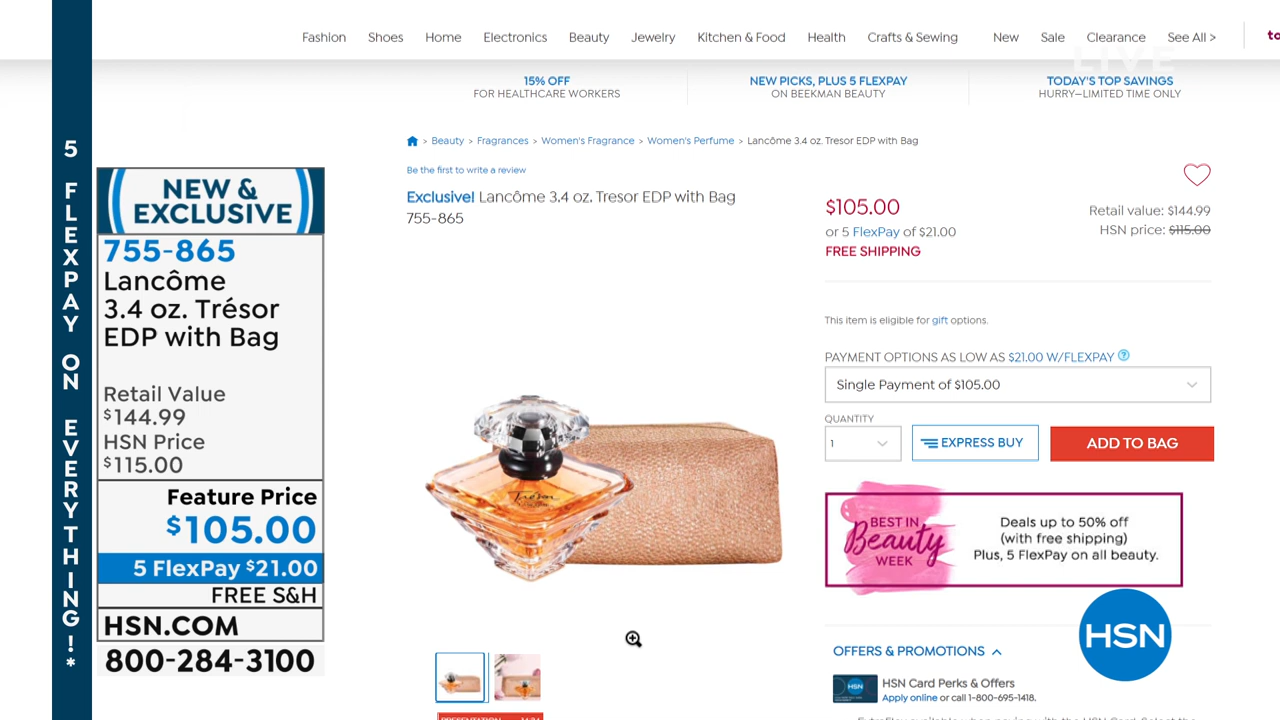 Fashion Shoes Home Electronics Beauty Jewelry Kitchen & Food Health Crafts & Sewing New Sale Clearance See All >
LIVE
15% OFF
FOR HEALTHCARE WORKERS
NEW PICKS, PLUS 5 FLEXPAY
ON BEEKMAN BEAUTY
TODAY'S TOP SAVINGS
HURRY—LIMITED TIME ONLY
5 FLEXPAY ON EVERYTHING!*
NEW &
EXCLUSIVE
755-865
Lancôme
3.4 oz. Trésor
EDP with Bag
Retail Value
$144.99
HSN Price
$115.00
Feature Price
$105.00
5 FlexPay $21.00
FREE S&H
HSN.COM
800-284-3100
> Beauty > Fragrances > Women's Fragrance > Women's Perfume > Lancôme 3.4 oz. Tresor EDP with Bag
Be the first to write a review
Exclusive! Lancôme 3.4 oz. Tresor EDP with Bag
755-865
Trésor
$105.00
or 5 FlexPay of $21.00
FREE SHIPPING
Retail value: $144.99
HSN price: $115.00
This item is eligible for gift options.
PAYMENT OPTIONS AS LOW AS $21.00 W/FLEXPAY ?
Single Payment of $105.00
QUANTITY
1
EXPRESS BUY
ADD TO BAG
BEST IN
Beauty
WEEK
Deals up to 50% off
(with free shipping)
Plus, 5 FlexPay on all beauty.
HSN
OFFERS & PROMOTIONS
HSN
HSN Card Perks & Offers
Apply online or call 1-800-695-1418.